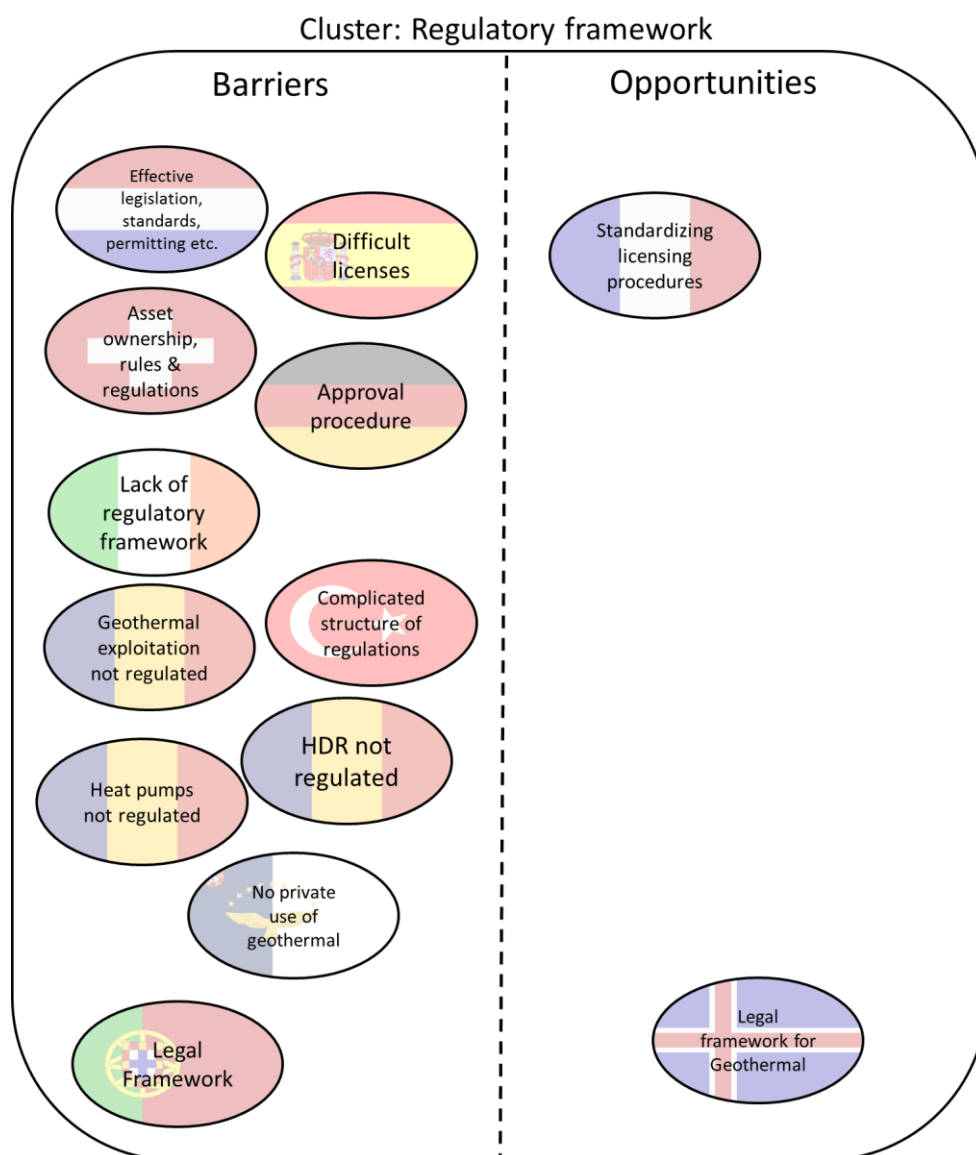 Cluster: Regulatory framework
Barriers
Opportunities
Effective
legislation,
standards,
permitting etc.
Difficult
licenses
Standardizing
licensing
procedures
Asset
ownership,
rules &
regulations
Approval
procedure
Lack of
regulatory
framework
Geothermal
exploitation
not regulated
Complicated
structure of
regulations
HDR not
regulated
Heat pumps
not regulated
No private
use of
geothermal
Legal
Framework
Legal
framework for
Geothermal